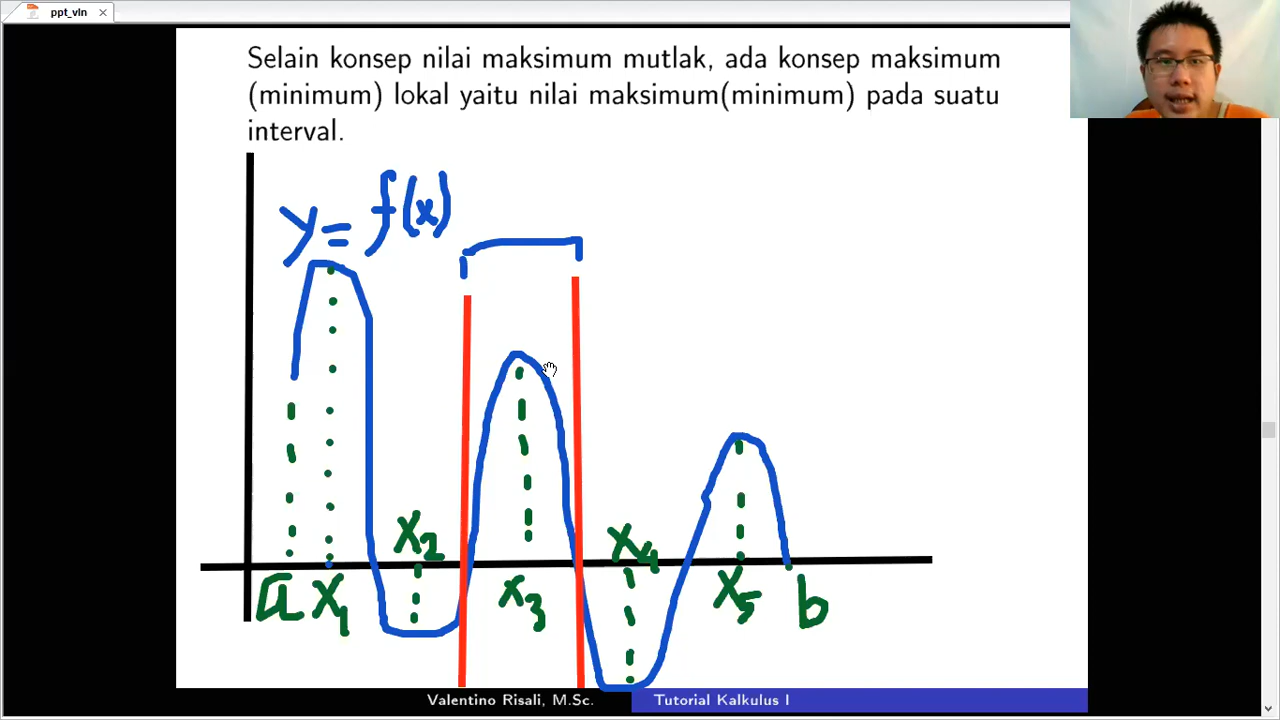 ppt_vln
Selain konsep nilai maksimum mutlak, ada konsep maksimum
(minimum) lokal yaitu nilai maksimum(minimum) pada suatu
interval.
y = f(x)
x2
x4
a x1 x3 x5 b
Valentino Risali, M.Sc. Tutorial Kalkulus I